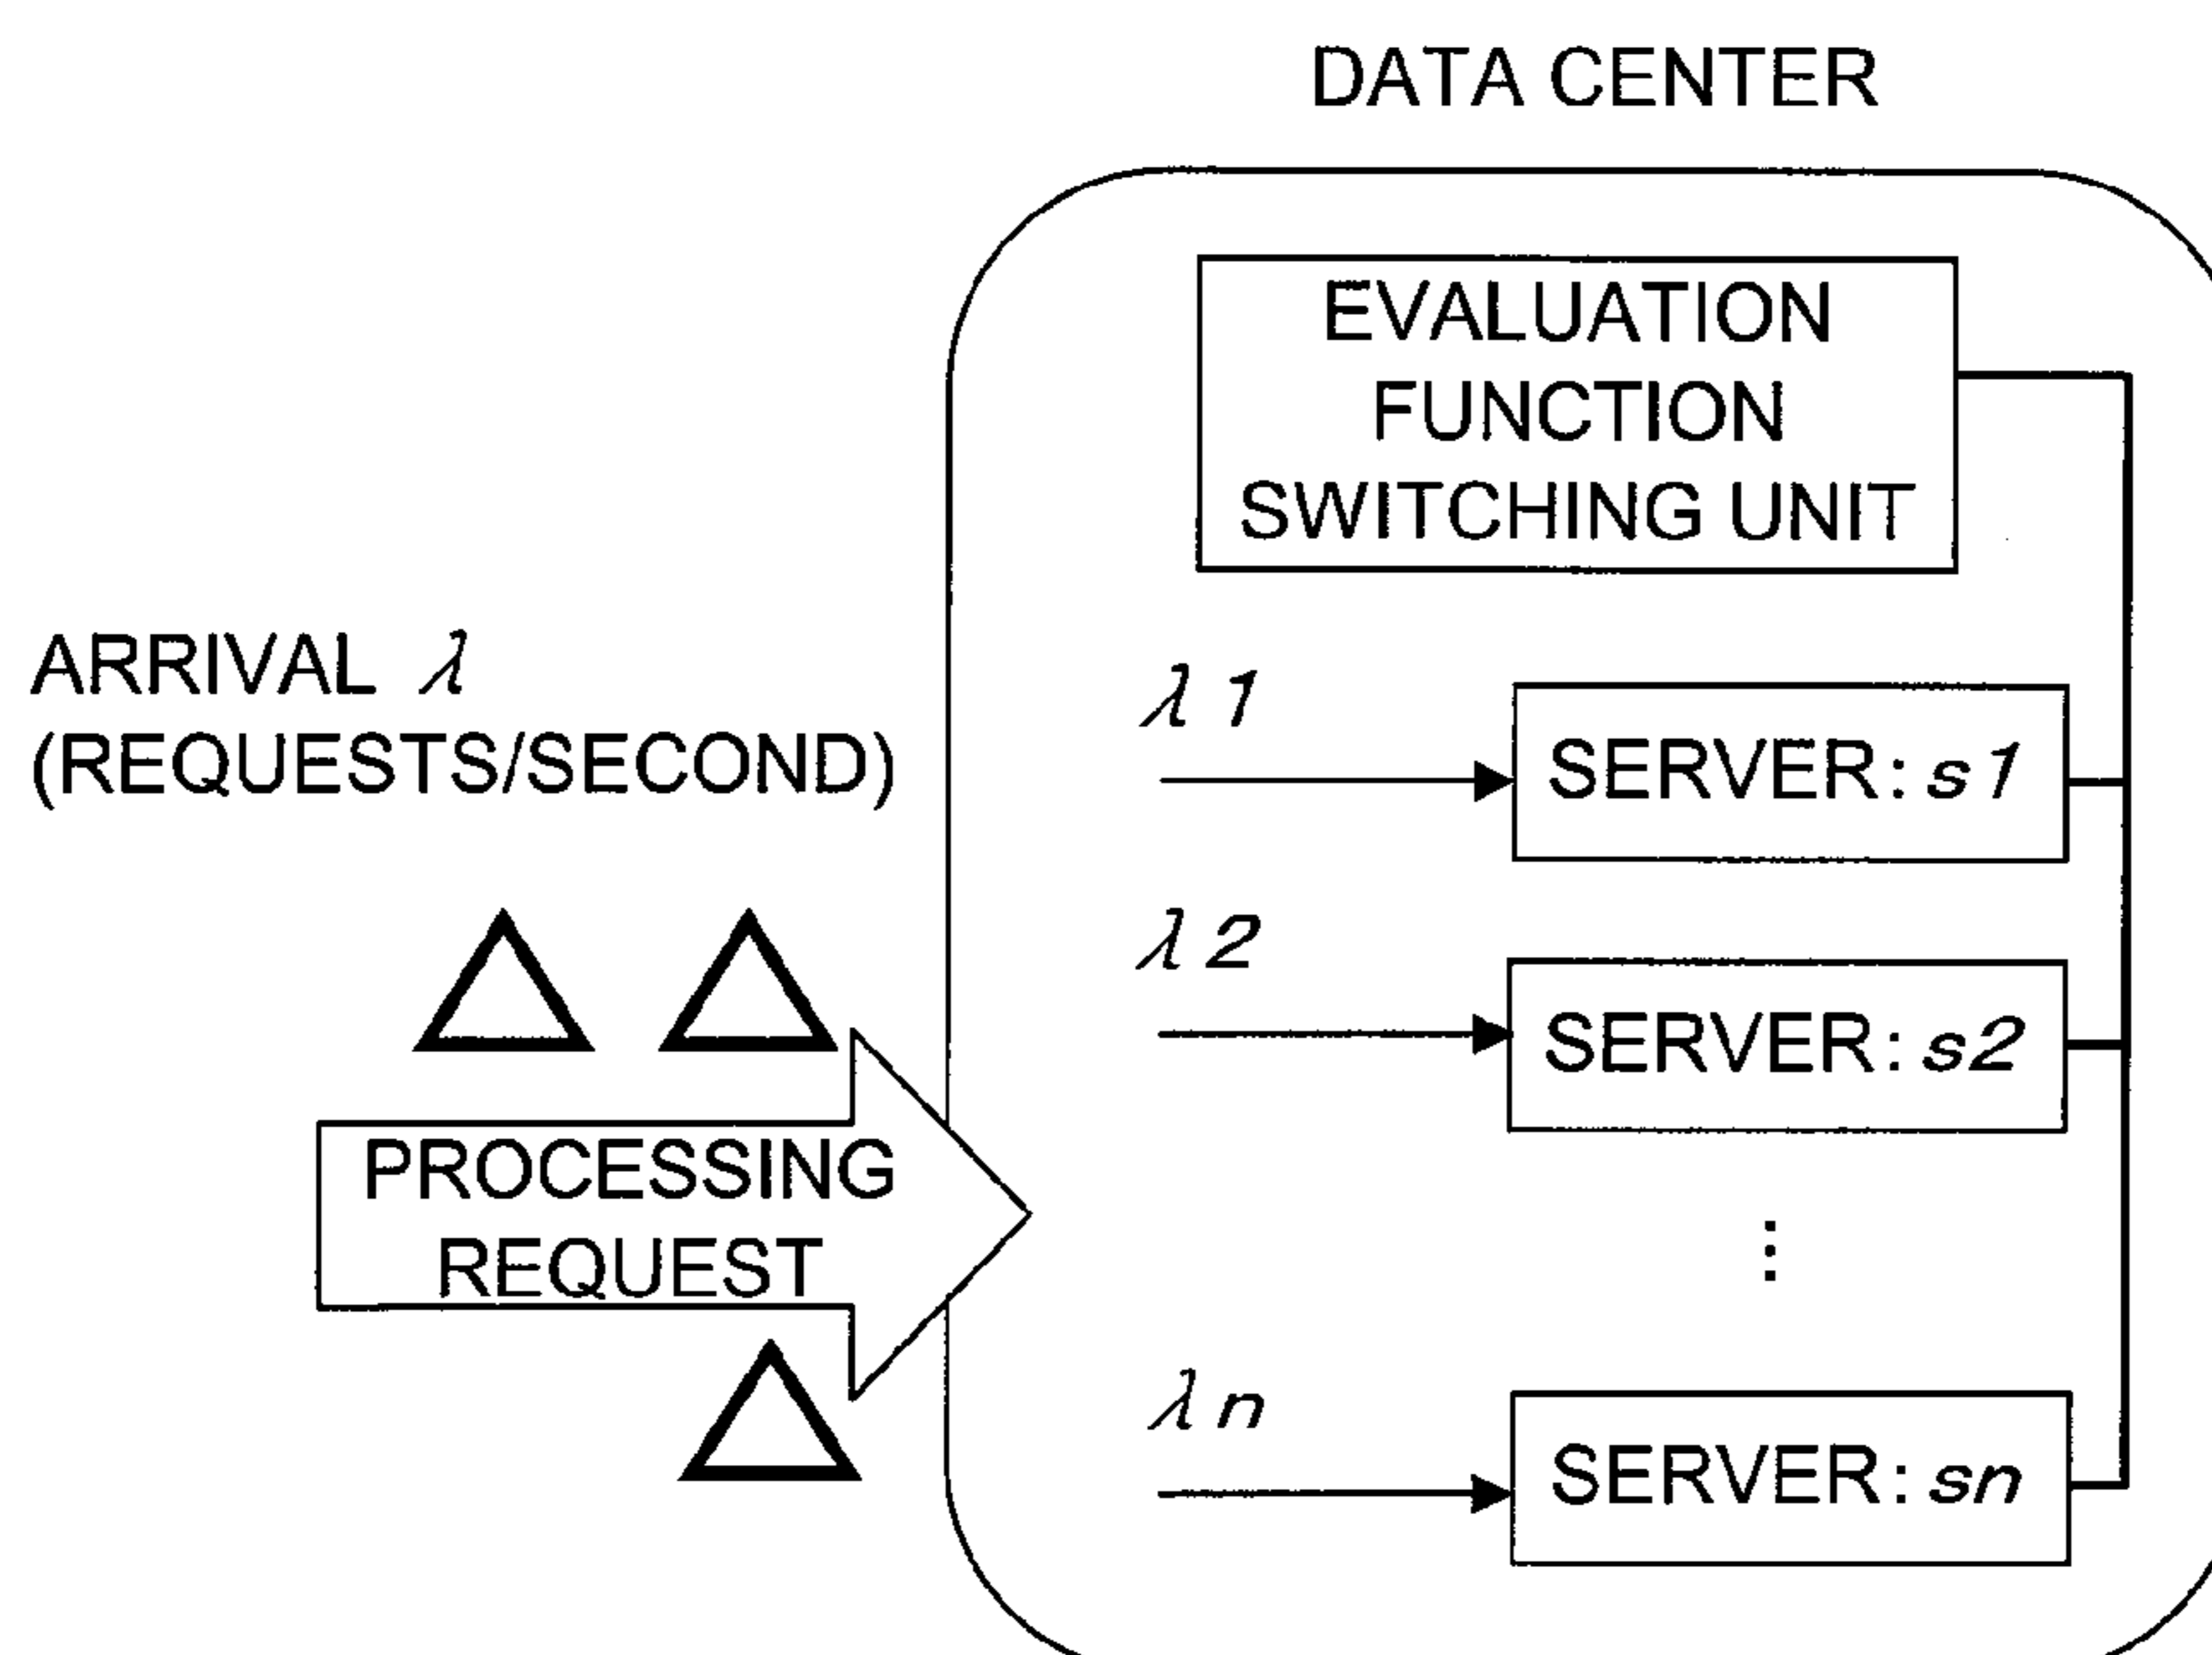 DATA CENTER
EVALUATION
FUNCTION
SWITCHING UNIT
ARRIVAL λ
(REQUESTS/SECOND)
λ1
SERVER: s1
λ2
SERVER: s2
PROCESSING
REQUEST
⋮
λn
SERVER: sn